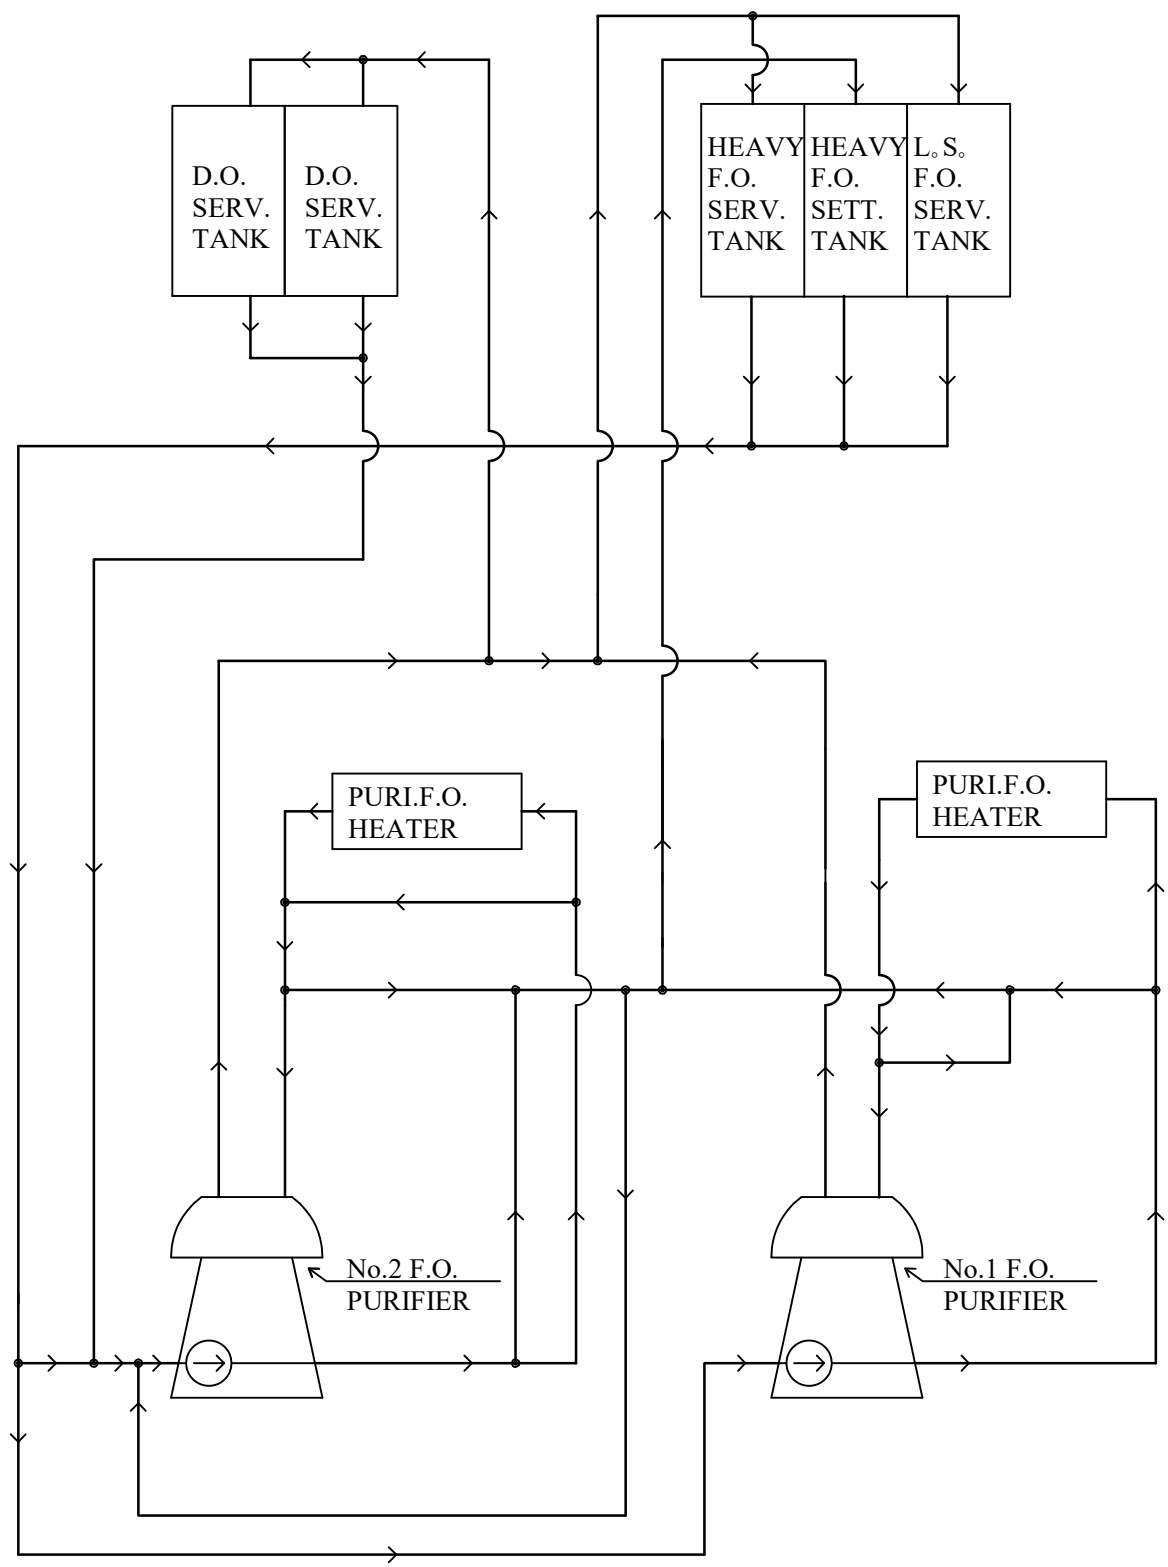 D.O.
SERV.
TANK
D.O.
SERV.
TANK
HEAVY
F.O.
SERV.
TANK
HEAVY
F.O.
SETT.
TANK
L。S。
F.O.
SERV.
TANK
PURI.F.O.
HEATER
PURI.F.O.
HEATER
No.2 F.O.
PURIFIER
No.1 F.O.
PURIFIER